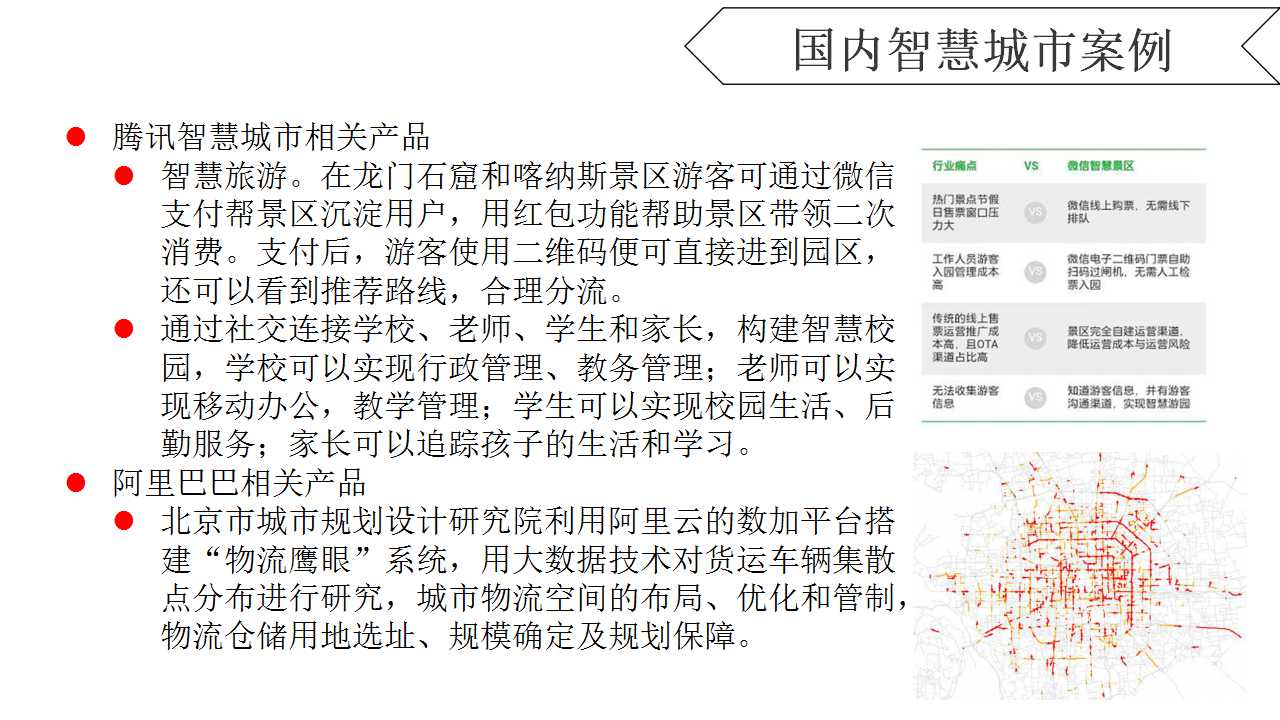 国内智慧城市案例
腾讯智慧城市相关产品
智慧旅游。在龙门石窟和喀纳斯景区游客可通过微信
支付帮景区沉淀用户，用红包功能帮助景区带领二次
消费。支付后，游客使用二维码便可直接进到园区，
还可以看到推荐路线，合理分流。
通过社交连接学校、老师、学生和家长，构建智慧校
园，学校可以实现行政管理、教务管理；老师可以实
现移动办公，教学管理；学生可以实现校园生活、后
勤服务；家长可以追踪孩子的生活和学习。
阿里巴巴相关产品
北京市城市规划设计研究院利用阿里云的数加平台搭
建“物流鹰眼”系统，用大数据技术对货运车辆集散
点分布进行研究，城市物流空间的布局、优化和管制，
物流仓储用地选址、规模确定及规划保障。
行业痛点 VS 微信智慧景区
热门景点节假
日售票窗口压
力大
VS
微信线上购票，无需线下
排队
工作人员游客
入园管理成本
高
VS
微信电子二维码门票自助
扫码过闸机，无需人工检
票入园
传统的线上售
票运营推广成
本高，且OTA
渠道占比高
VS
景区完全自建运营渠道，
降低运营成本与运营风险
无法收集游客
信息
VS
知道游客信息，并有游客
沟通渠道，实现智慧游园